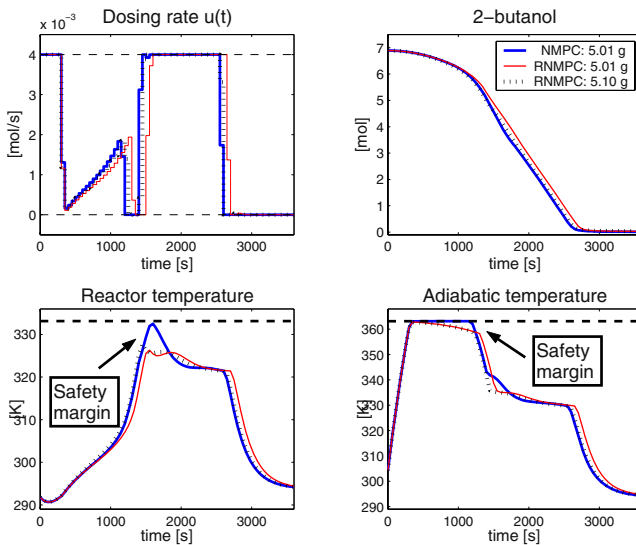 Dosing rate u(t)
x 10⁻³
4
3
2
1
0
[mol/s]
0 1000 2000 3000
time [s]
2−butanol
NMPC: 5.01 g
RNMPC: 5.01 g
RNMPC: 5.10 g
7
6
5
4
3
2
1
0
[mol]
0 1000 2000 3000
time [s]
Reactor temperature
330
320
310
300
290
[K]
Safety
margin
0 1000 2000 3000
time [s]
Adiabatic temperature
360
350
340
330
320
310
300
290
[K]
Safety
margin
0 1000 2000 3000
time [s]